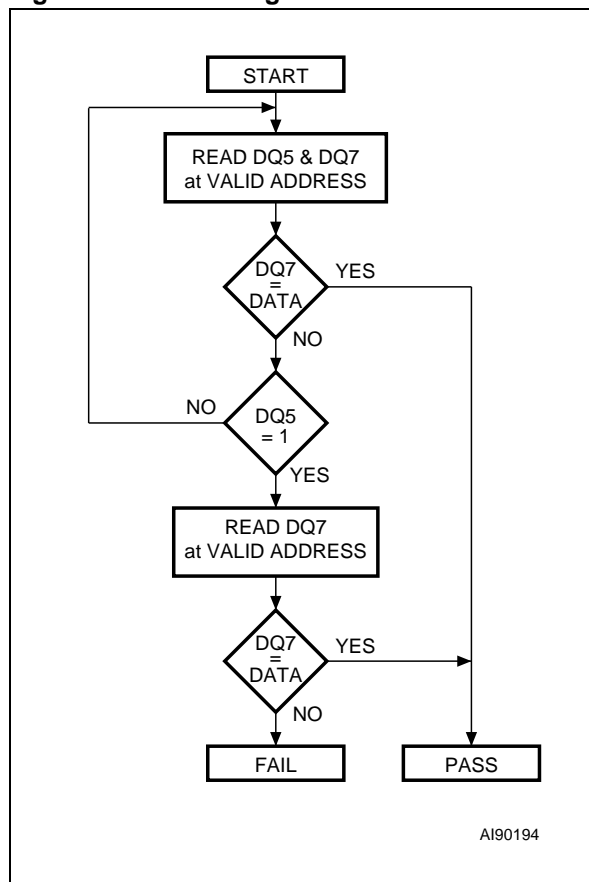 START
READ DQ5 & DQ7
at VALID ADDRESS
DQ7
=
DATA
YES
NO
NO
DQ5
= 1
YES
READ DQ7
at VALID ADDRESS
DQ7
=
DATA
YES
NO
FAIL
PASS
AI90194